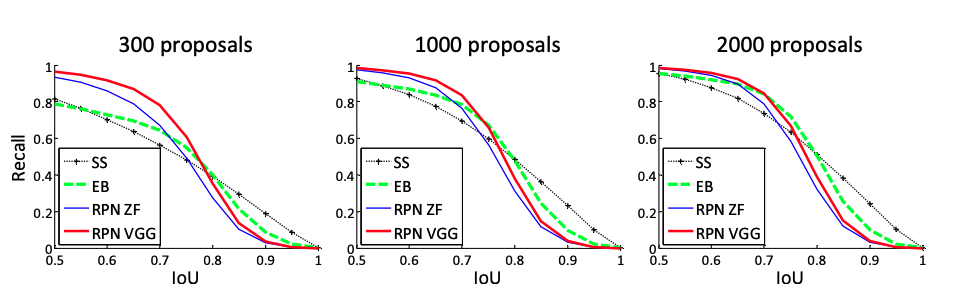 300 proposals
1000 proposals
2000 proposals
Recall
1
0.8
0.6
0.4
0.2
0
SS
EB
RPN ZF
RPN VGG
0.5 0.6 0.7 0.8 0.9 1
IoU
1
0.8
0.6
0.4
0.2
0
SS
EB
RPN ZF
RPN VGG
0.5 0.6 0.7 0.8 0.9 1
IoU
1
0.8
0.6
0.4
0.2
0
SS
EB
RPN ZF
RPN VGG
0.5 0.6 0.7 0.8 0.9 1
IoU